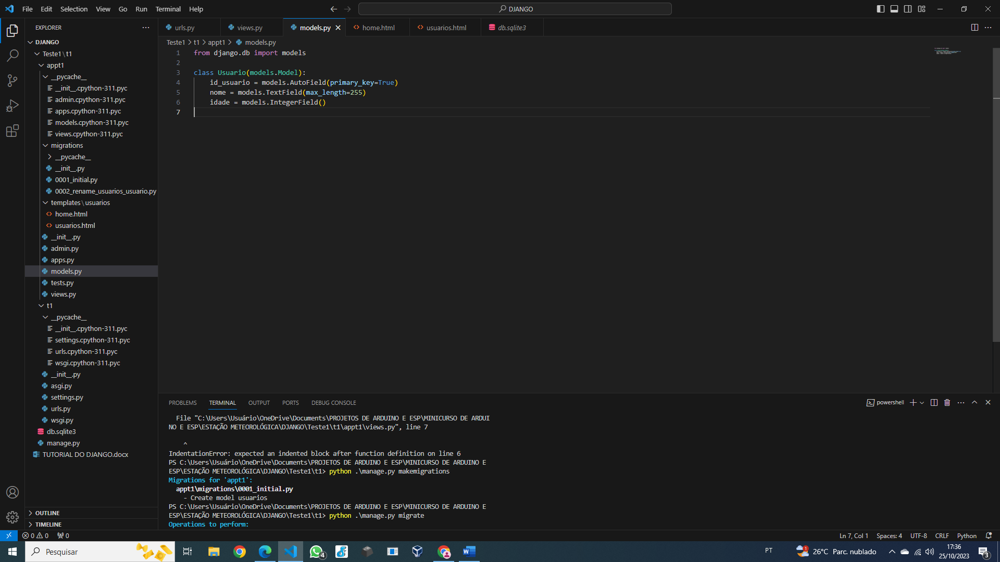 File Edit Selection View Go Run Terminal Help
DJANGO
EXPLORER
DJANGO
Teste1\t1
appt1
__pycache__
__init__.cpython-311.pyc
admin.cpython-311.pyc
apps.cpython-311.pyc
models.cpython-311.pyc
views.cpython-311.pyc
migrations
__pycache__
__init__.py
0001_initial.py
0002_rename_usuarios_usuario.py
templates\usuarios
home.html
usuarios.html
__init__.py
admin.py
apps.py
models.py
tests.py
views.py
t1
__pycache__
__init__.cpython-311.pyc
settings.cpython-311.pyc
urls.cpython-311.pyc
wsgi.cpython-311.pyc
__init__.py
asgi.py
settings.py
urls.py
wsgi.py
db.sqlite3
manage.py
TUTORIAL DO DJANGO.docx
OUTLINE
TIMELINE
urls.py views.py models.py home.html usuarios.html db.sqlite3
Teste1 > t1 > appt1 > models.py
1 from django.db import models
2
3 class Usuario(models.Model):
4     id_usuario = models.AutoField(primary_key=True)
5     nome = models.TextField(max_length=255)
6     idade = models.IntegerField()
7
PROBLEMS TERMINAL OUTPUT PORTS DEBUG CONSOLE
powershell
File "C:\Users\Usuário\OneDrive\Documents\PROJETOS DE ARDUINO E ESP\MINICURSO DE ARDUI
NO E ESP\ESTAÇÃO METEOROLÓGICA\DJANGO\Teste1\t1\appt1\views.py", line 7
^
IndentationError: expected an indented block after function definition on line 6
PS C:\Users\Usuário\OneDrive\Documents\PROJETOS DE ARDUINO E ESP\MINICURSO DE ARDUINO E
ESP\ESTAÇÃO METEOROLÓGICA\DJANGO\Teste1\t1> python .\manage.py makemigrations
Migrations for 'appt1':
appt1\migrations\0001_initial.py
- Create model usuarios
PS C:\Users\Usuário\OneDrive\Documents\PROJETOS DE ARDUINO E ESP\MINICURSO DE ARDUINO E
ESP\ESTAÇÃO METEOROLÓGICA\DJANGO\Teste1\t1> python .\manage.py migrate
Operations to perform:
0 0 0
Ln 7, Col 1 Spaces: 4 UTF-8 CRLF Python
Pesquisar
4
PT
1
26°C Parc. nublado
17:36
25/10/2023
3